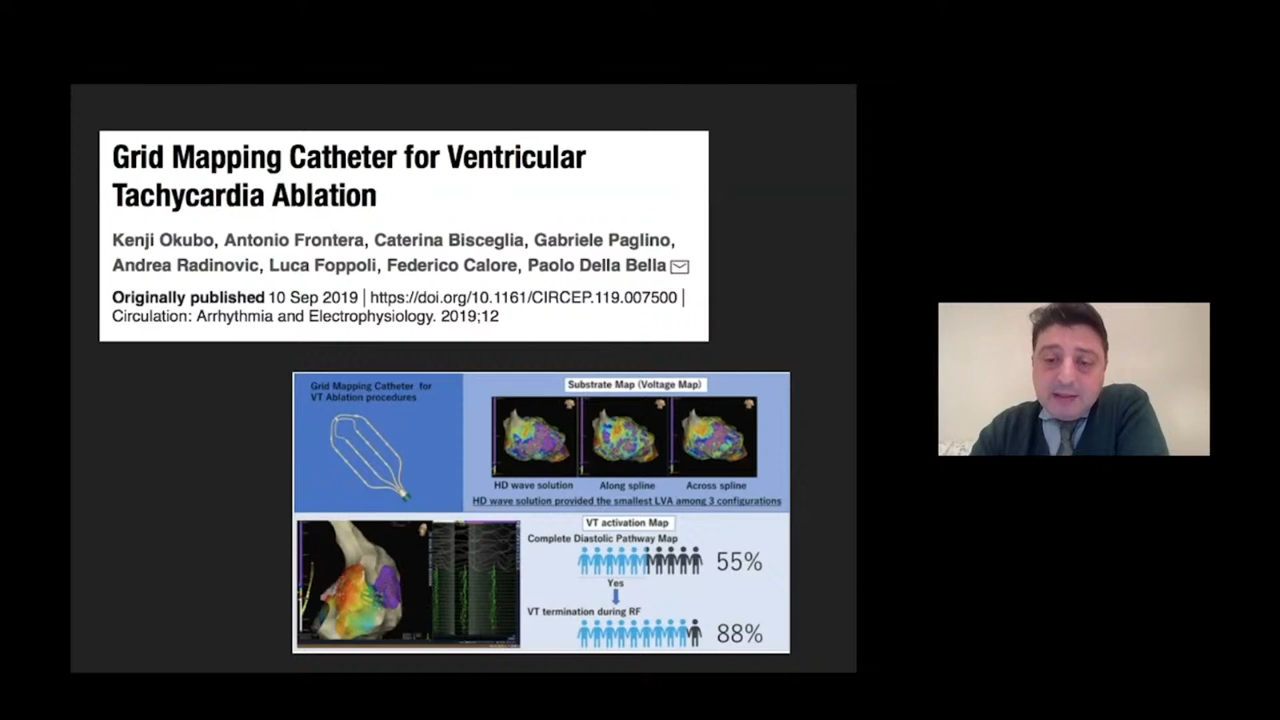 Grid Mapping Catheter for Ventricular
Tachycardia Ablation
Kenji Okubo, Antonio Frontera, Caterina Bisceglia, Gabriele Paglino,
Andrea Radinovic, Luca Foppoli, Federico Calore, Paolo Della Bella
Originally published 10 Sep 2019 | https://doi.org/10.1161/CIRCEP.119.007500 |
Circulation: Arrhythmia and Electrophysiology. 2019;12
Grid Mapping Catheter for
VT Ablation procedures
Substrate Map (Voltage Map)
HD wave solution
Along spline
Across spline
HD wave solution provided the smallest LVA among 3 configurations
VT activation Map
Complete Diastolic Pathway Map
55%
Yes
VT termination during RF
88%